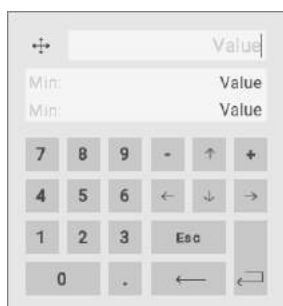 Value
Min: Value
Min: Value
7 8 9 - ↑ +
4 5 6 ← ↓ →
1 2 3 Esc
0 . ←